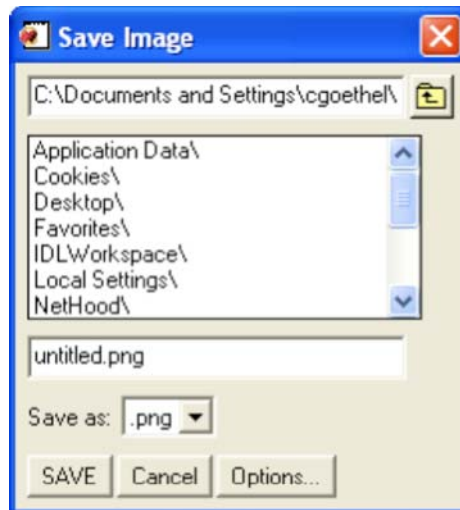 Save Image
C:\Documents and Settings\cgoethel\
Application Data\
Cookies\
Desktop\
Favorites\
IDLWorkspace\
Local Settings\
NetHood\
untitled.png
Save as: .png
SAVE Cancel Options...